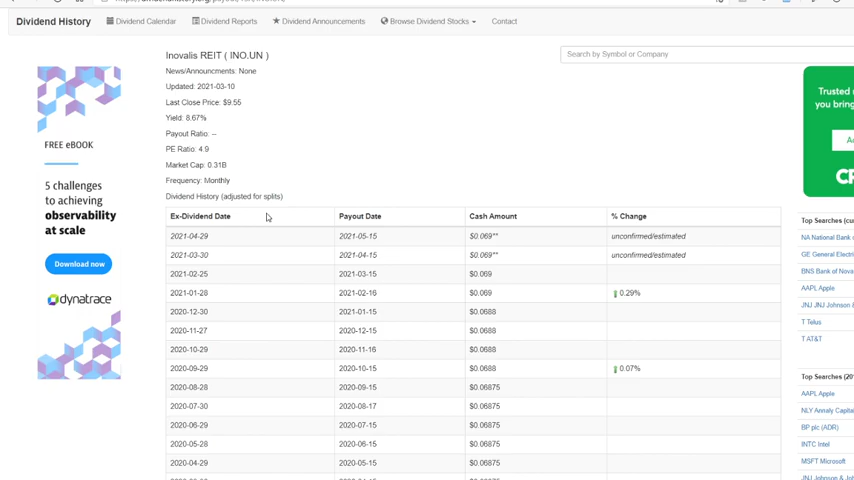 Dividend History Dividend Calendar Dividend Reports Dividend Announcements Browse Dividend Stocks Contact
Inovalis REIT ( INO.UN )
Search by Symbol or Company
News/Announcements: None
Updated: 2021-03-10
Last Close Price: $9.55
Yield: 8.67%
Payout Ratio: --
PE Ratio: 4.9
Market Cap: 0.31B
Frequency: Monthly
Dividend History (adjusted for splits)
Ex-Dividend Date Payout Date Cash Amount % Change
2021-04-29 2021-05-15 $0.069** unconfirmed/estimated
2021-03-30 2021-04-15 $0.069** unconfirmed/estimated
2021-02-25 2021-03-15 $0.069
2021-01-28 2021-02-16 $0.069 0.29%
2020-12-30 2021-01-15 $0.0688
2020-11-27 2020-12-15 $0.0688
2020-10-29 2020-11-16 $0.0688
2020-09-29 2020-10-15 $0.0688 0.07%
2020-08-28 2020-09-15 $0.06875
2020-07-30 2020-08-17 $0.06875
2020-06-29 2020-07-15 $0.06875
2020-05-28 2020-06-15 $0.06875
2020-04-29 2020-05-15 $0.06875
FREE eBOOK
5 challenges
to achieving
observability
at scale
Download now
dynatrace
Trusted
you bring
Top Searches (cu
NA National Bank
GE General Electri
BNS Bank of Nova
AAPL Apple
JNJ JNJ Johnson &
T Telus
T AT&T
Top Searches (20
AAPL Apple
NLY Annaly Capita
BP plc (ADR)
INTC Intel
MSFT Microsoft
JNJ Johnson & Joh